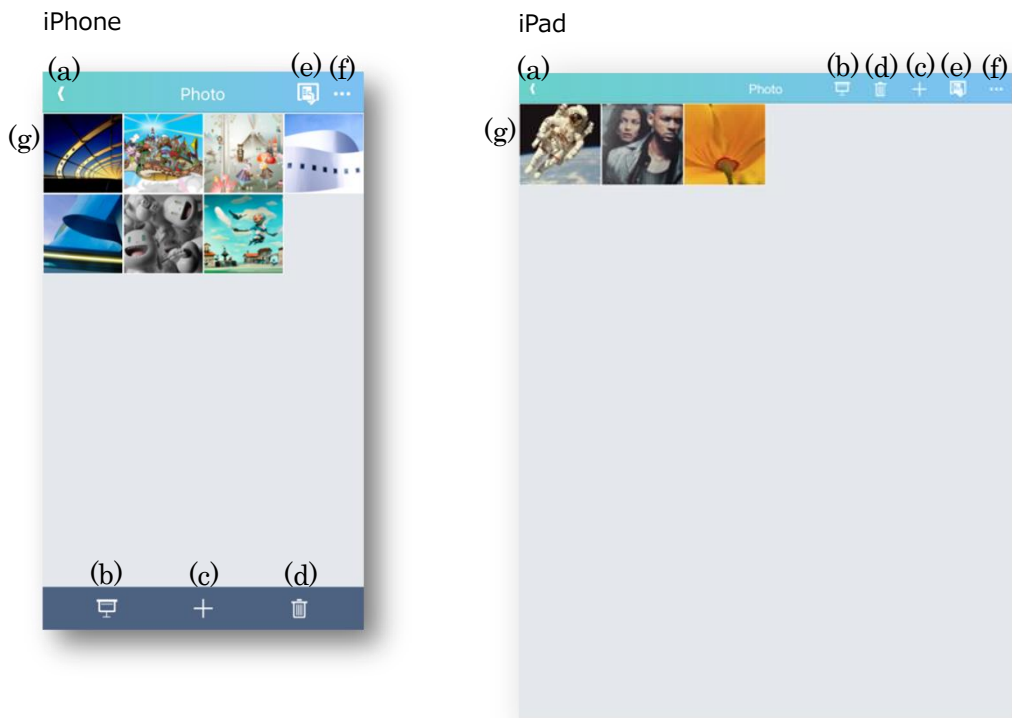 iPhone
iPad
(a) (e) (f)
Photo
(g)
(b) (c) (d)
(a) (b) (d) (c) (e) (f)
Photo
(g)